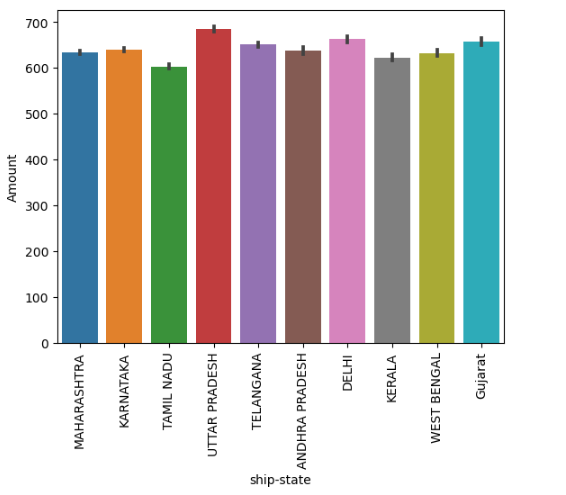 700
600
500
400
300
200
100
0
Amount
MAHARASHTRA
KARNATAKA
TAMIL NADU
UTTAR PRADESH
TELANGANA
ANDHRA PRADESH
DELHI
KERALA
WEST BENGAL
Gujarat
ship-state